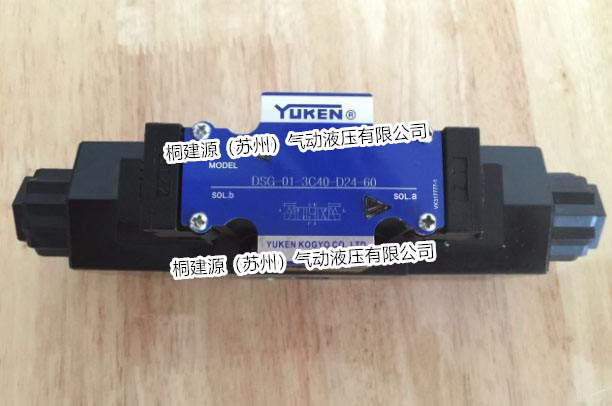 YUKEN®
桐建源（苏州）气动液压有限公司
MODEL
DSG-01-3C40-D24-60
SOL.b SOL.a
VK31777-1
YUKEN KOGYO CO.,LTD.
桐建源（苏州）气动液压有限公司